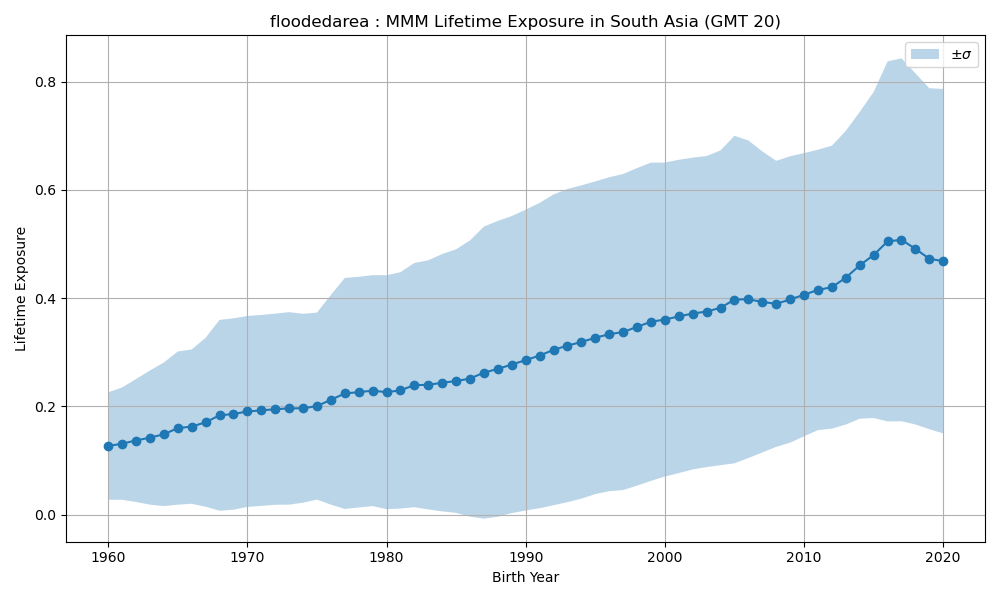 floodedarea : MMM Lifetime Exposure in South Asia (GMT 20)
±σ
Lifetime Exposure
0.8
0.6
0.4
0.2
0.0
1960 1970 1980 1990 2000 2010 2020
Birth Year